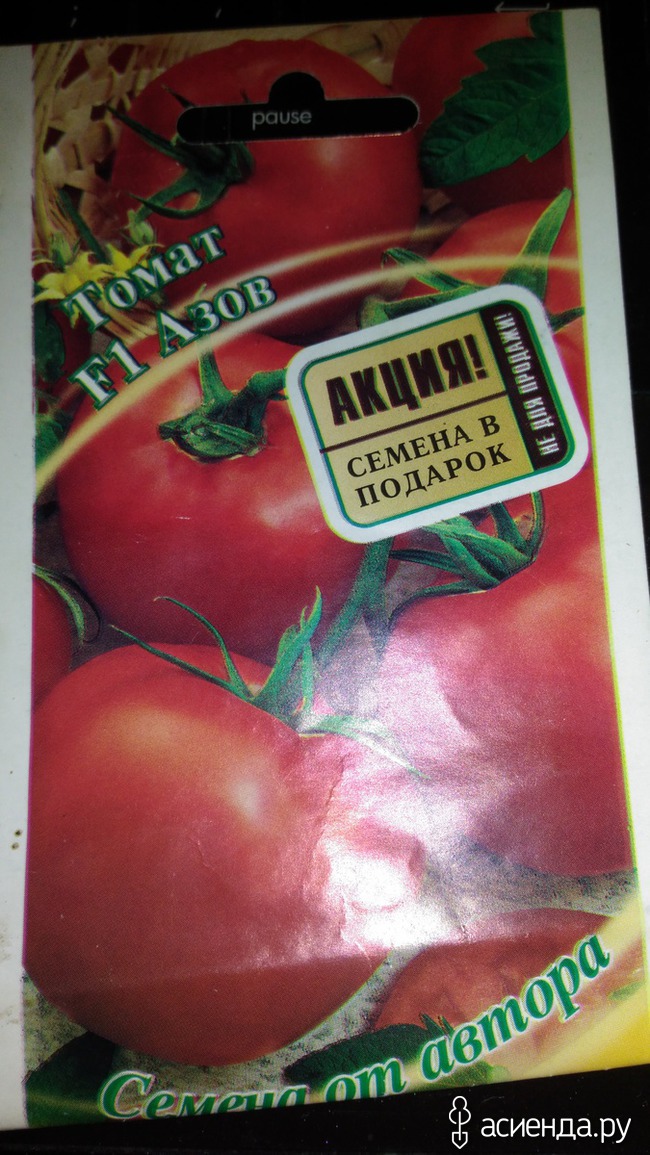 pause
Томат
F1 Азов
АКЦИЯ!
СЕМЕНА В
ПОДАРОК
НЕ ДЛЯ ПРОДАЖИ!
Семена от автора
асиенда.ру